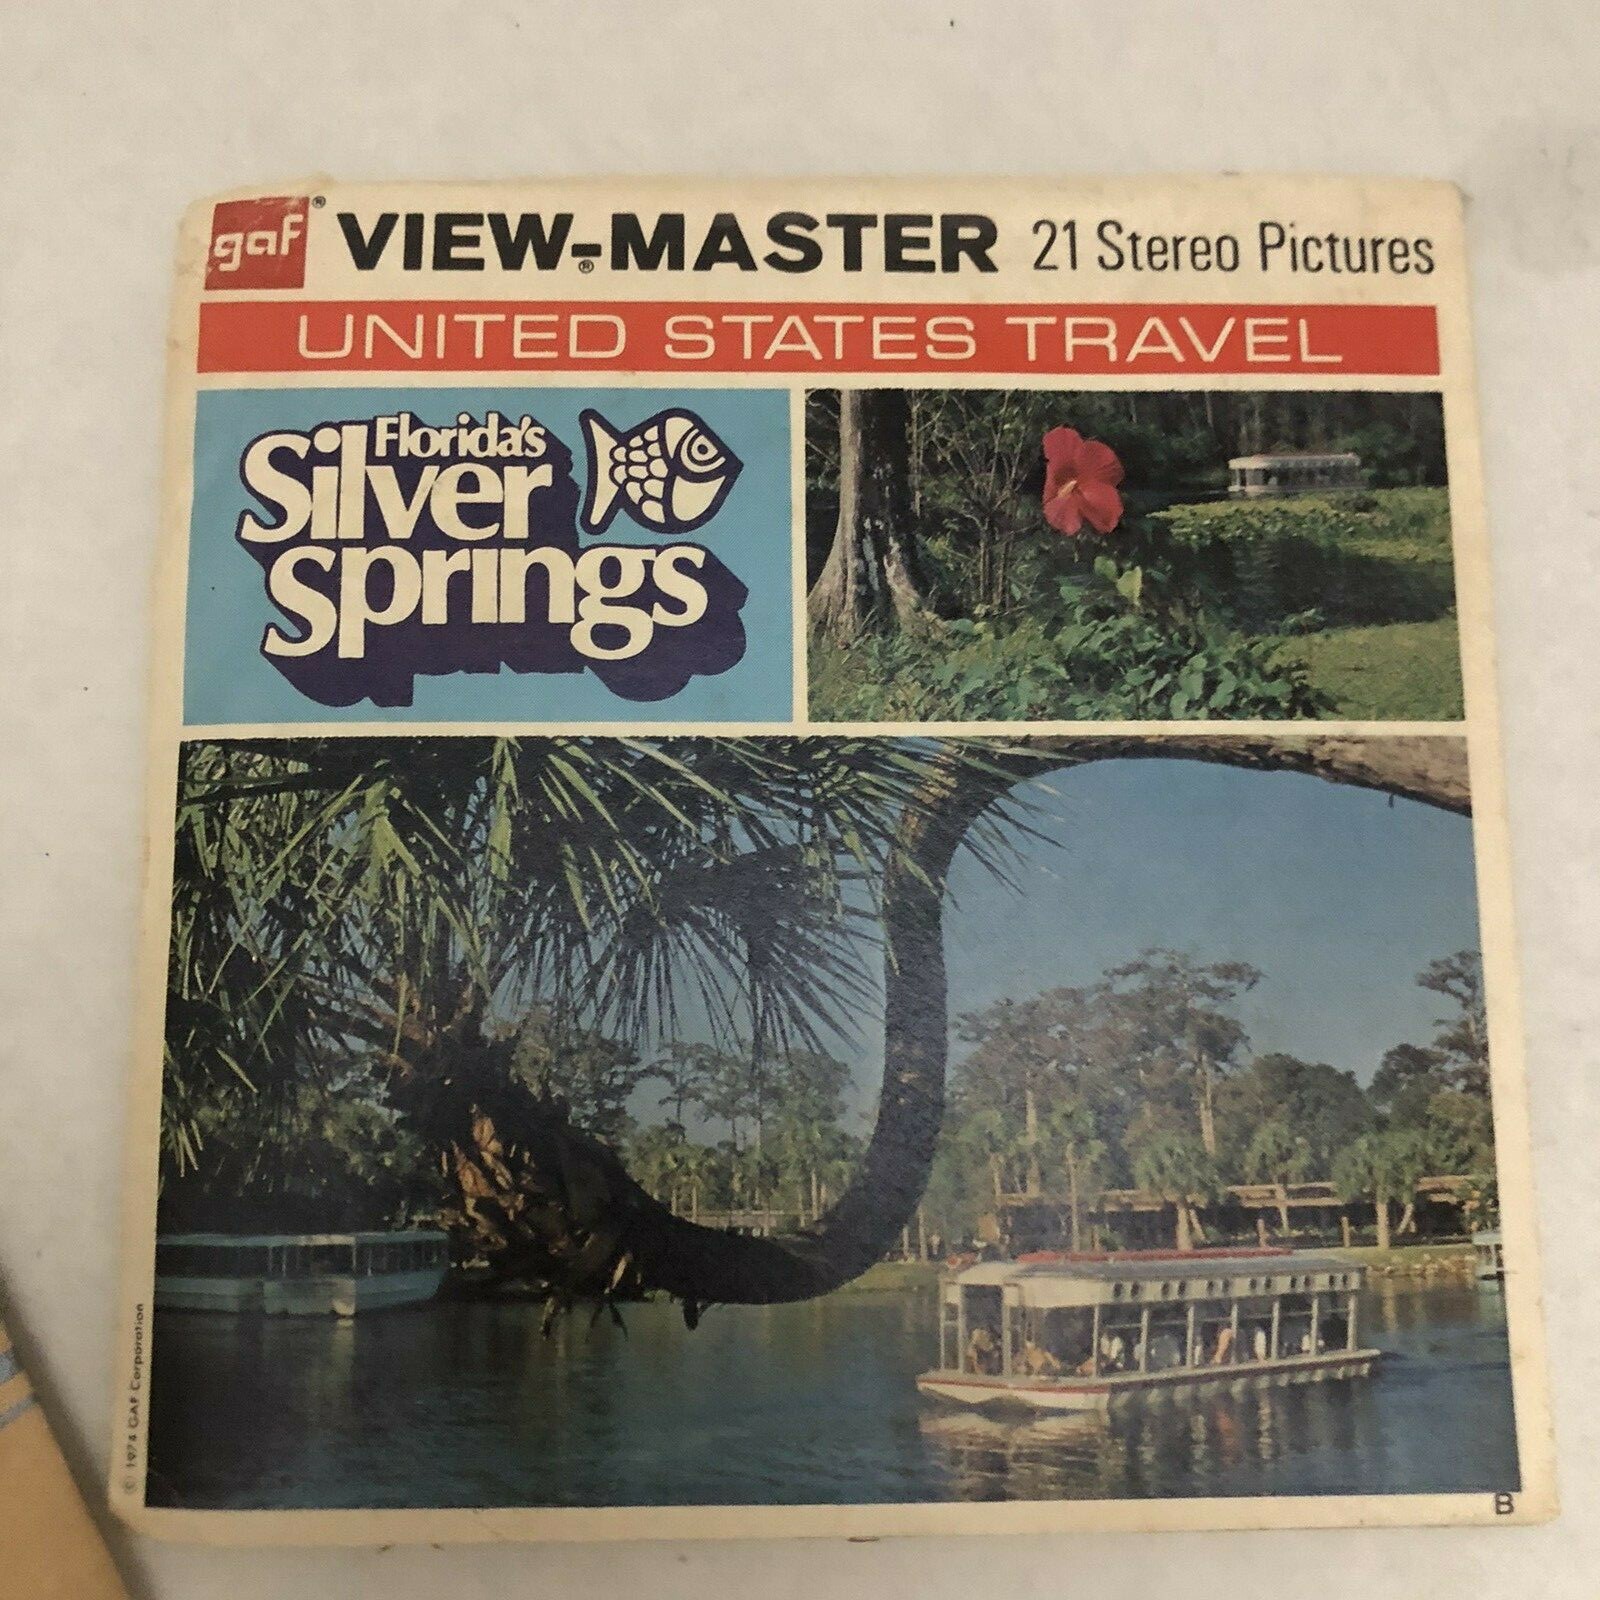 gaf® VIEW-MASTER® 21 Stereo Pictures
UNITED STATES TRAVEL
Florida's
Silver
Springs
© 1974 GAF Corporation
B